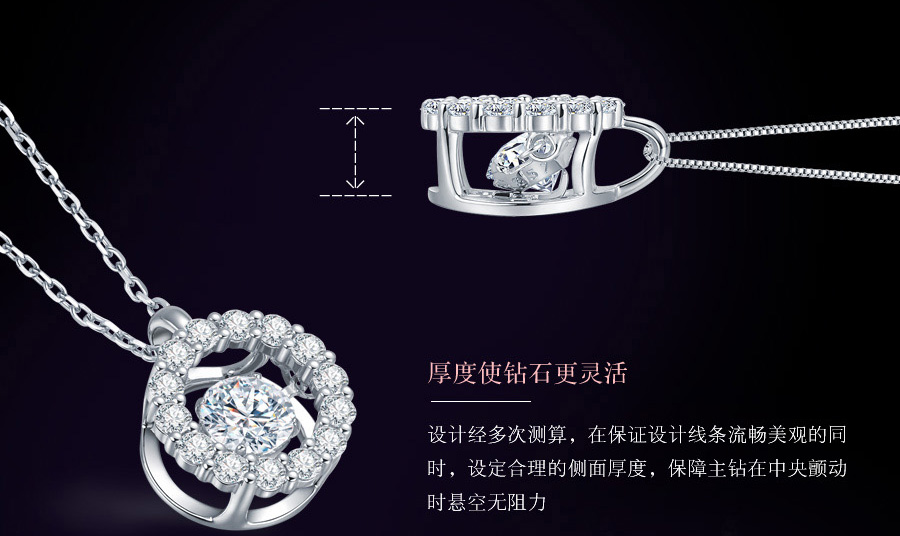 厚度使钻石更灵活
设计经多次测算，在保证设计线条流畅美观的同
时，设定合理的侧面厚度，保障主钻在中央颤动
时悬空无阻力